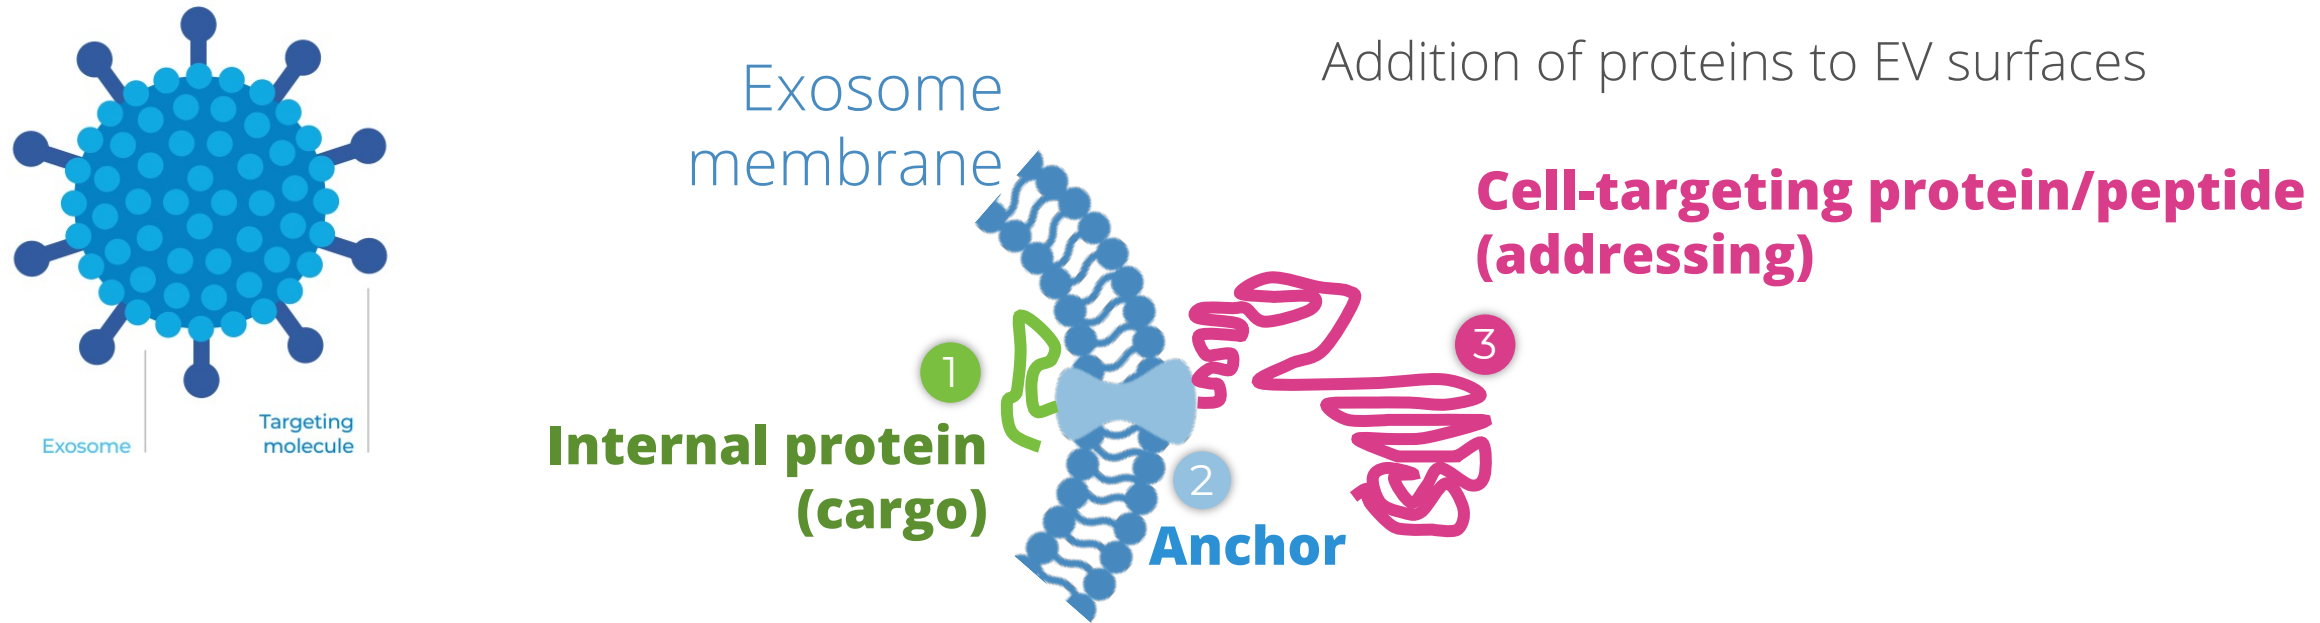 Exosome
Targeting
molecule
Exosome
membrane
Addition of proteins to EV surfaces
Cell-targeting protein/peptide
(addressing)
1
Internal protein
(cargo)
2
Anchor
3